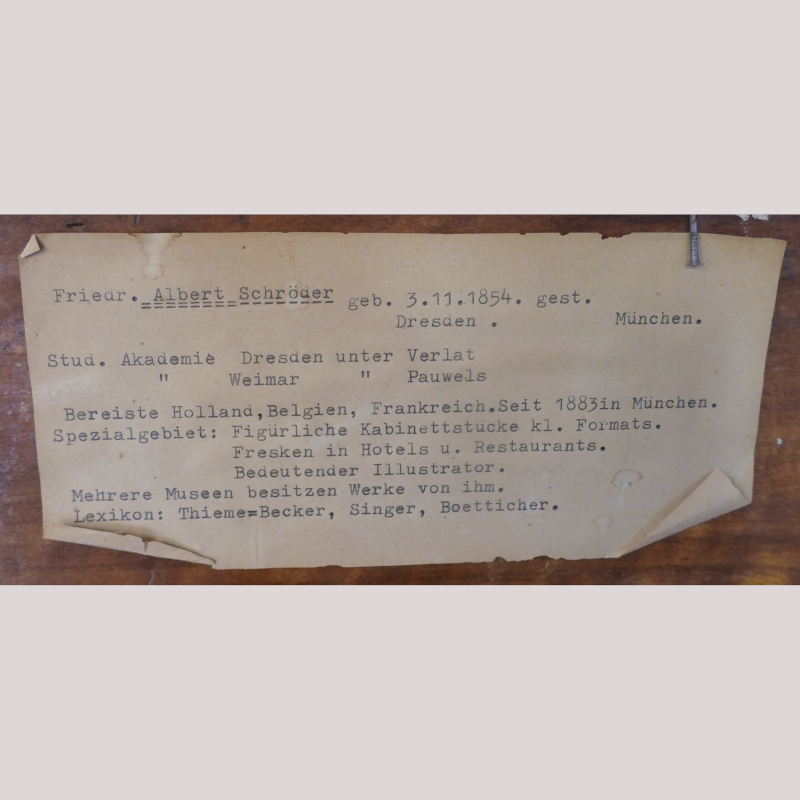 Friedr. Albert Schröder geb. 3.11.1854. gest.
Dresden . München.
Stud. Akademie Dresden unter Verlat
" Weimar " Pauwels
Bereiste Holland,Belgien, Frankreich.Seit 1883in München.
Spezialgebiet: Figürliche Kabinettstücke kl. Formats.
Fresken in Hotels u. Restaurants.
Bedeutender Illustrator.
Mehrere Museen besitzen Werke von ihm.
Lexikon: Thieme=Becker, Singer, Boetticher.